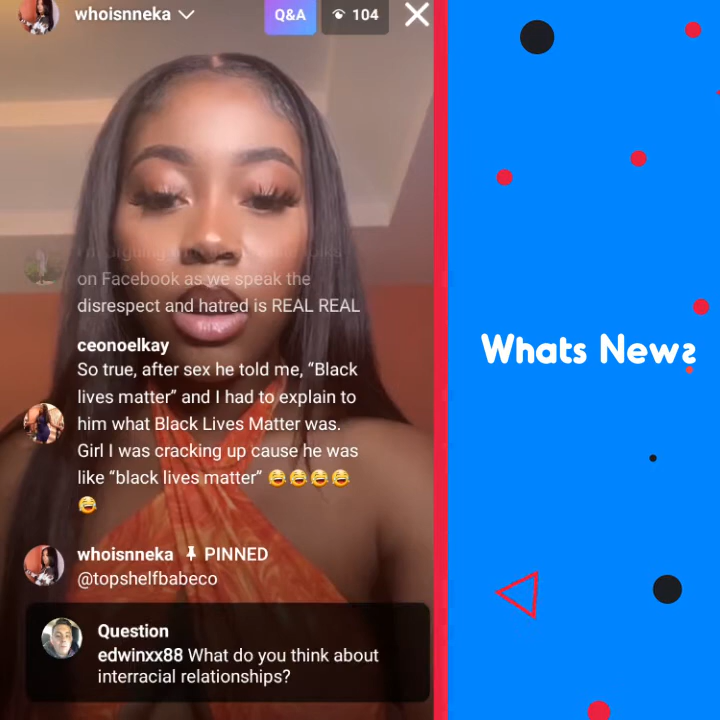 whoisnneka
Q&A
104
on Facebook as we speak the
disrespect and hatred is REAL REAL
ceonoelkay
So true, after sex he told me, “Black
lives matter” and I had to explain to
him what Black Lives Matter was.
Girl I was cracking up cause he was
like “black lives matter” 😂😂😂😂
😂
whoisnneka PINNED
@topshelfbabeco
Question
edwinxx88 What do you think about
interracial relationships?
Whats News